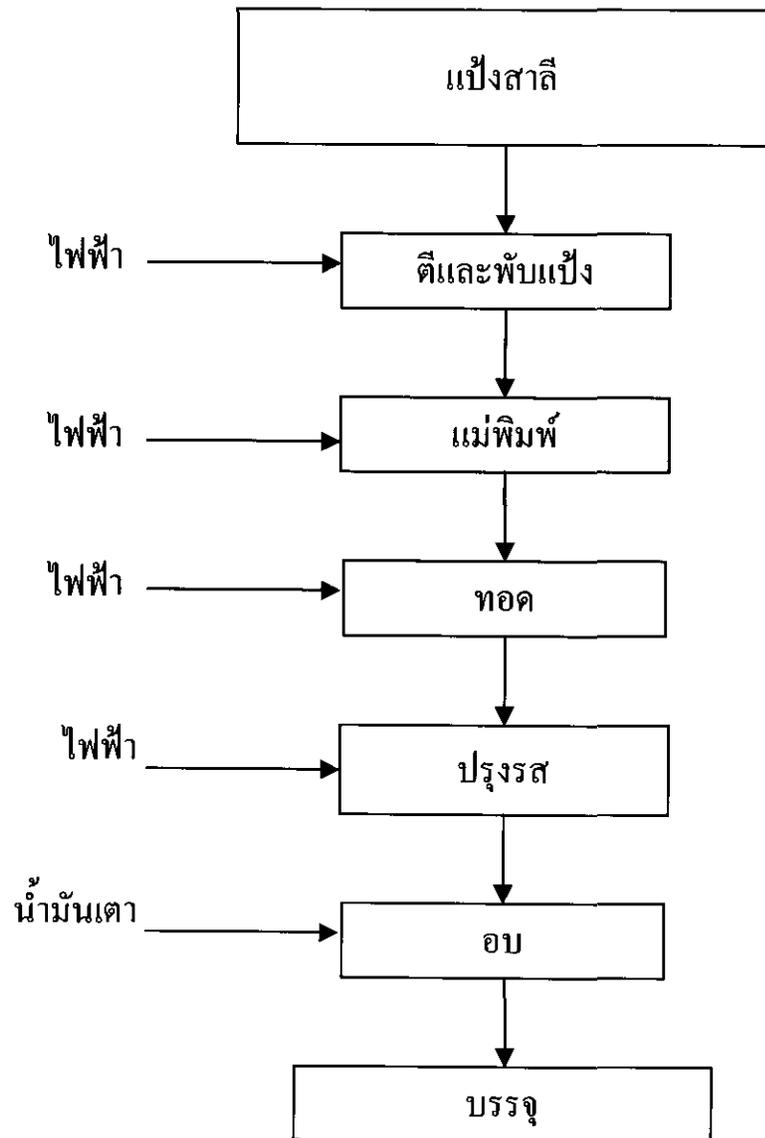 แป้งสาลี
ไฟฟ้า
ตีและพับแป้ง
ไฟฟ้า
แม่พิมพ์
ไฟฟ้า
ทอด
ไฟฟ้า
ปรุงรส
น้ำมันเตา
อบ
บรรจุ